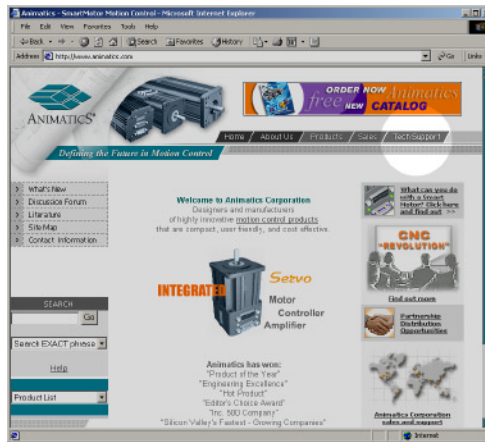 Animatics - SmartMotor Motion Control - Microsoft Internet Explorer
File Edit View Favorites Tools Help
Back Search Favorites History
Address http://www.animatics.com Go Links
ORDER NOW Animatics
free NEW CATALOG
ANIMATICS
Home / About Us / Products / Sales / Tech Support
Defining the Future in Motion Control
What's New
Discussion Forum
Literature
Site Map
Contact Information
SEARCH
Go
Search EXACT phrase
Help
Product List
Welcome to Animatics Corporation
Designers and manufacturers
of highly innovative motion control products
that are compact, user friendly, and cost effective.
INTEGRATED
Servo
Motor
Controller
Amplifier
Animatics has won:
"Product of the Year"
"Engineering Excellence"
"Hot Product"
"Editor's Choice Award"
"Inc. 500 Company"
"Silicon Valley's Fastest - Growing Companies"
What can you do
with a Smart
Motor? Click here
and find out >>
CNC
"REVOLUTION"
Find out more
Partnership
Distribution
Opportunities
Animatics Corporation
sales and support
Internet